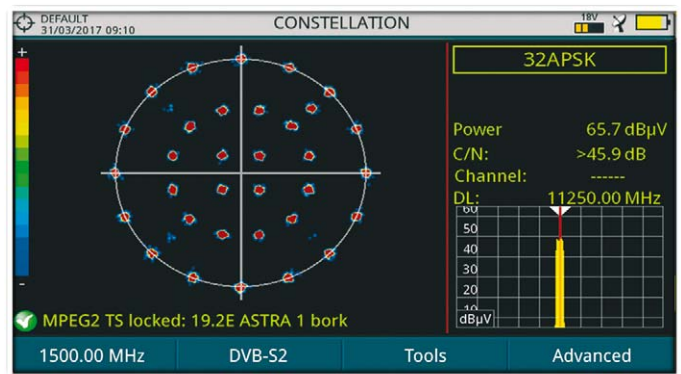 DEFAULT
31/03/2017 09:10
CONSTELLATION
18V
+
32APSK
Power 65.7 dBµV
C/N: >45.9 dB
Channel: ------
DL: 11250.00 MHz
60
50
40
30
20
10
dBµV
-
MPEG2 TS locked: 19.2E ASTRA 1 bork
1500.00 MHz
DVB-S2
Tools
Advanced